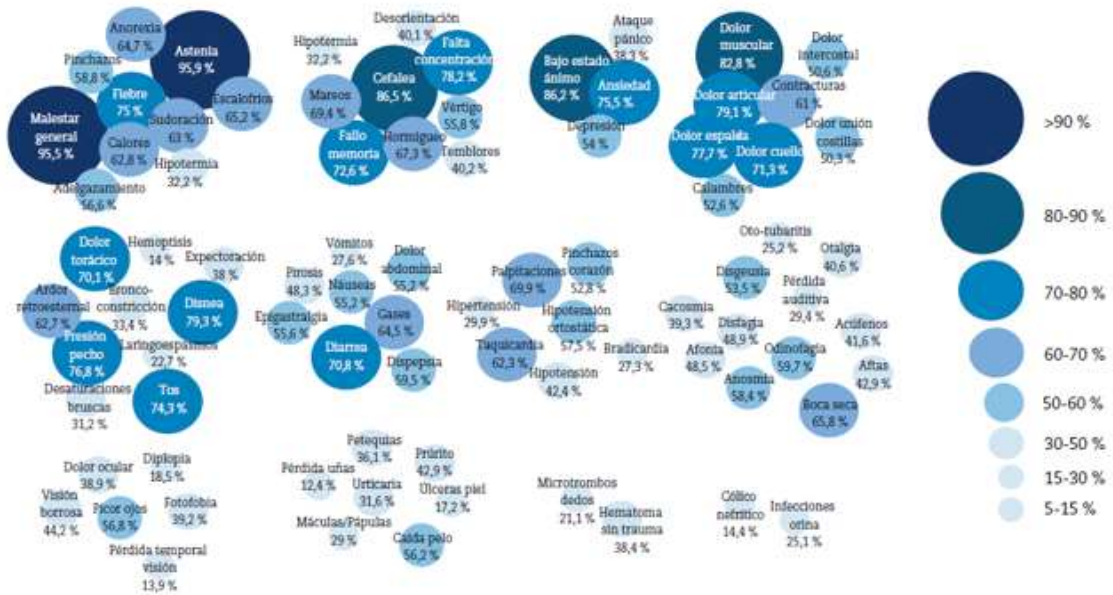 Anorexia
64,7 %
Astenia
95,9 %
Pinchazos
58,8 %
Fiebre
75 %
Escalofríos
65,2 %
Malestar
general
95,5 %
Sudoración
63 %
Calores
62,8 %
Hipotermia
32,2 %
Adelgazamiento
56,6 %
Desorientación
40,1 %
Hipotermia
32,2 %
Falta
concentración
78,2 %
Cefalea
86,5 %
Mareos
69,4 %
Vértigo
55,8 %
Fallo
memoria
72,6 %
Hormigueo
67,3 %
Temblores
40,2 %
Ataque
pánico
38,3 %
Bajo estado
ánimo
86,2 %
Ansiedad
75,5 %
Depresión
54 %
Dolor
muscular
82,8 %
Dolor
intercostal
50,6 %
Contracturas
61 %
Dolor articular
79,1 %
Dolor espalda
77,7 %
Dolor cuello
71,3 %
Dolor unión
costillas
50,3 %
Calambres
52,6 %
>90 %
80-90 %
70-80 %
60-70 %
50-60 %
30-50 %
15-30 %
5-15 %
Dolor
torácico
70,1 %
Hemoptisis
14 %
Expectoración
38 %
Ardor
retroesternal
62,7 %
Bronco-
constricción
33,4 %
Disnea
79,3 %
Presión
pecho
76,8 %
Laringoespasmos
22,7 %
Desaturaciones
bruscas
31,2 %
Tos
74,3 %
Vómitos
27,6 %
Dolor
abdominal
55,2 %
Pirosis
48,3 %
Náuseas
55,2 %
Epigastralgia
55,6 %
Gases
64,5 %
Diarrea
70,8 %
Dispepsia
59,5 %
Pinchazos
corazón
52,8 %
Palpitaciones
69,9 %
Hipertensión
29,9 %
Hipotensión
ortostática
57,5 %
Taquicardia
62,3 %
Bradicardia
27,3 %
Hipotensión
42,4 %
Oto-tubaritis
25,2 %
Otalgia
40,6 %
Disgeusia
53,5 %
Pérdida
auditiva
29,4 %
Cacosmia
39,3 %
Disfagia
48,9 %
Acúfenos
41,6 %
Afonía
48,5 %
Odinofagia
59,7 %
Anosmia
58,4 %
Aftas
42,9 %
Boca seca
65,8 %
Dolor ocular
38,9 %
Diplopia
18,5 %
Visión
borrosa
44,2 %
Picor ojos
56,8 %
Fotofobia
39,2 %
Pérdida temporal
visión
13,9 %
Petequias
36,1 %
Prurito
42,9 %
Pérdida uñas
12,4 %
Urticaria
31,6 %
Úlceras piel
17,2 %
Máculas/Pápulas
29 %
Caída pelo
56,2 %
Microtrombos
dedos
21,1 %
Hematoma
sin trauma
38,4 %
Cólico
nefrítico
14,4 %
Infecciones
orina
25,1 %